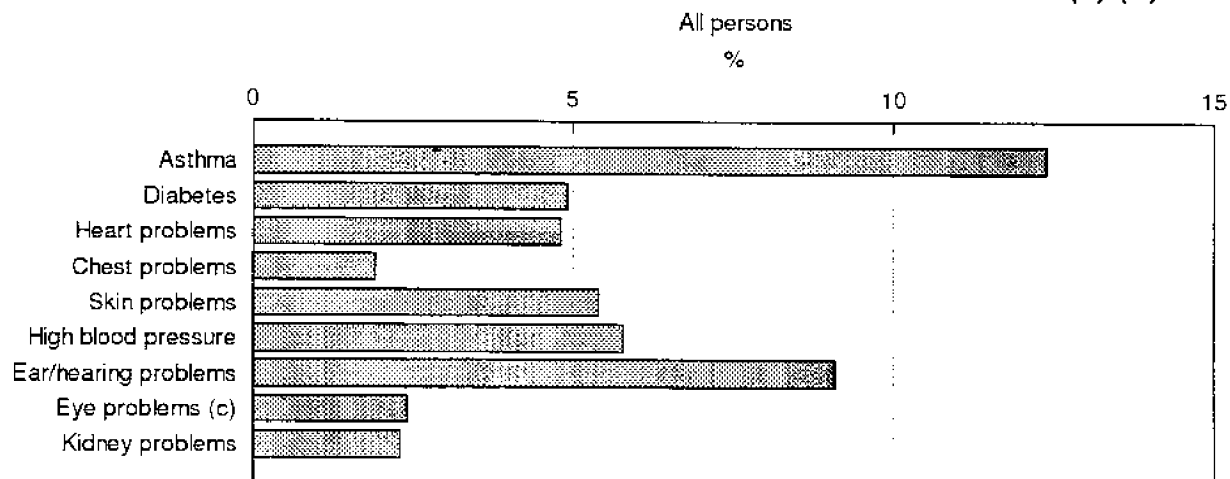 All persons
%
0 5 10 15
Asthma
Diabetes
Heart problems
Chest problems
Skin problems
High blood pressure
Ear/hearing problems
Eye problems (c)
Kidney problems